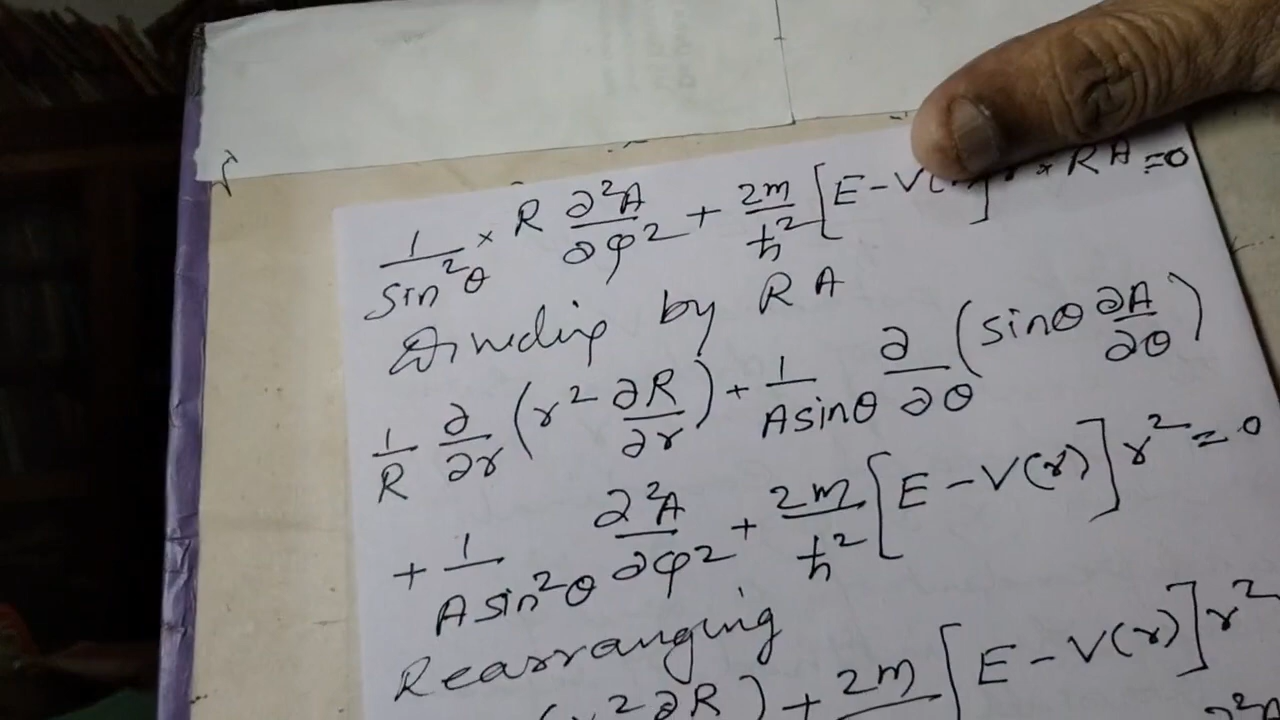 1/sin²θ × R ∂²A/∂φ² + 2m/ħ² [E-V( ] × RA = 0
Dividing by RA
1/R ∂/∂r (r² ∂R/∂r) + 1/A sinθ ∂/∂θ (sinθ ∂A/∂θ)
+ 1/A sin²θ ∂²A/∂φ² + 2m/ħ² [E-V(r)] r² = 0
Rearranging
(r² ∂R ) + 2m [E-V(r)] r²